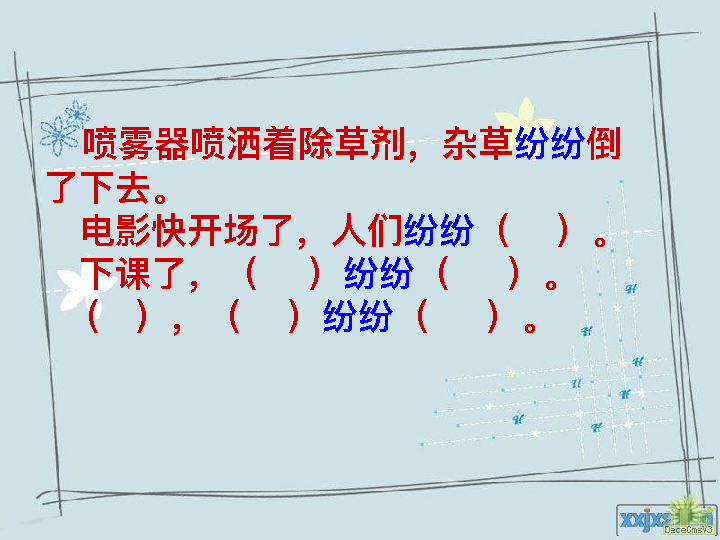 喷雾器喷洒着除草剂，杂草纷纷倒
了下去。
电影快开场了，人们纷纷（ ）。
下课了，（ ）纷纷（ ）。
（ ），（ ）纷纷（ ）。
DedeCmsV3